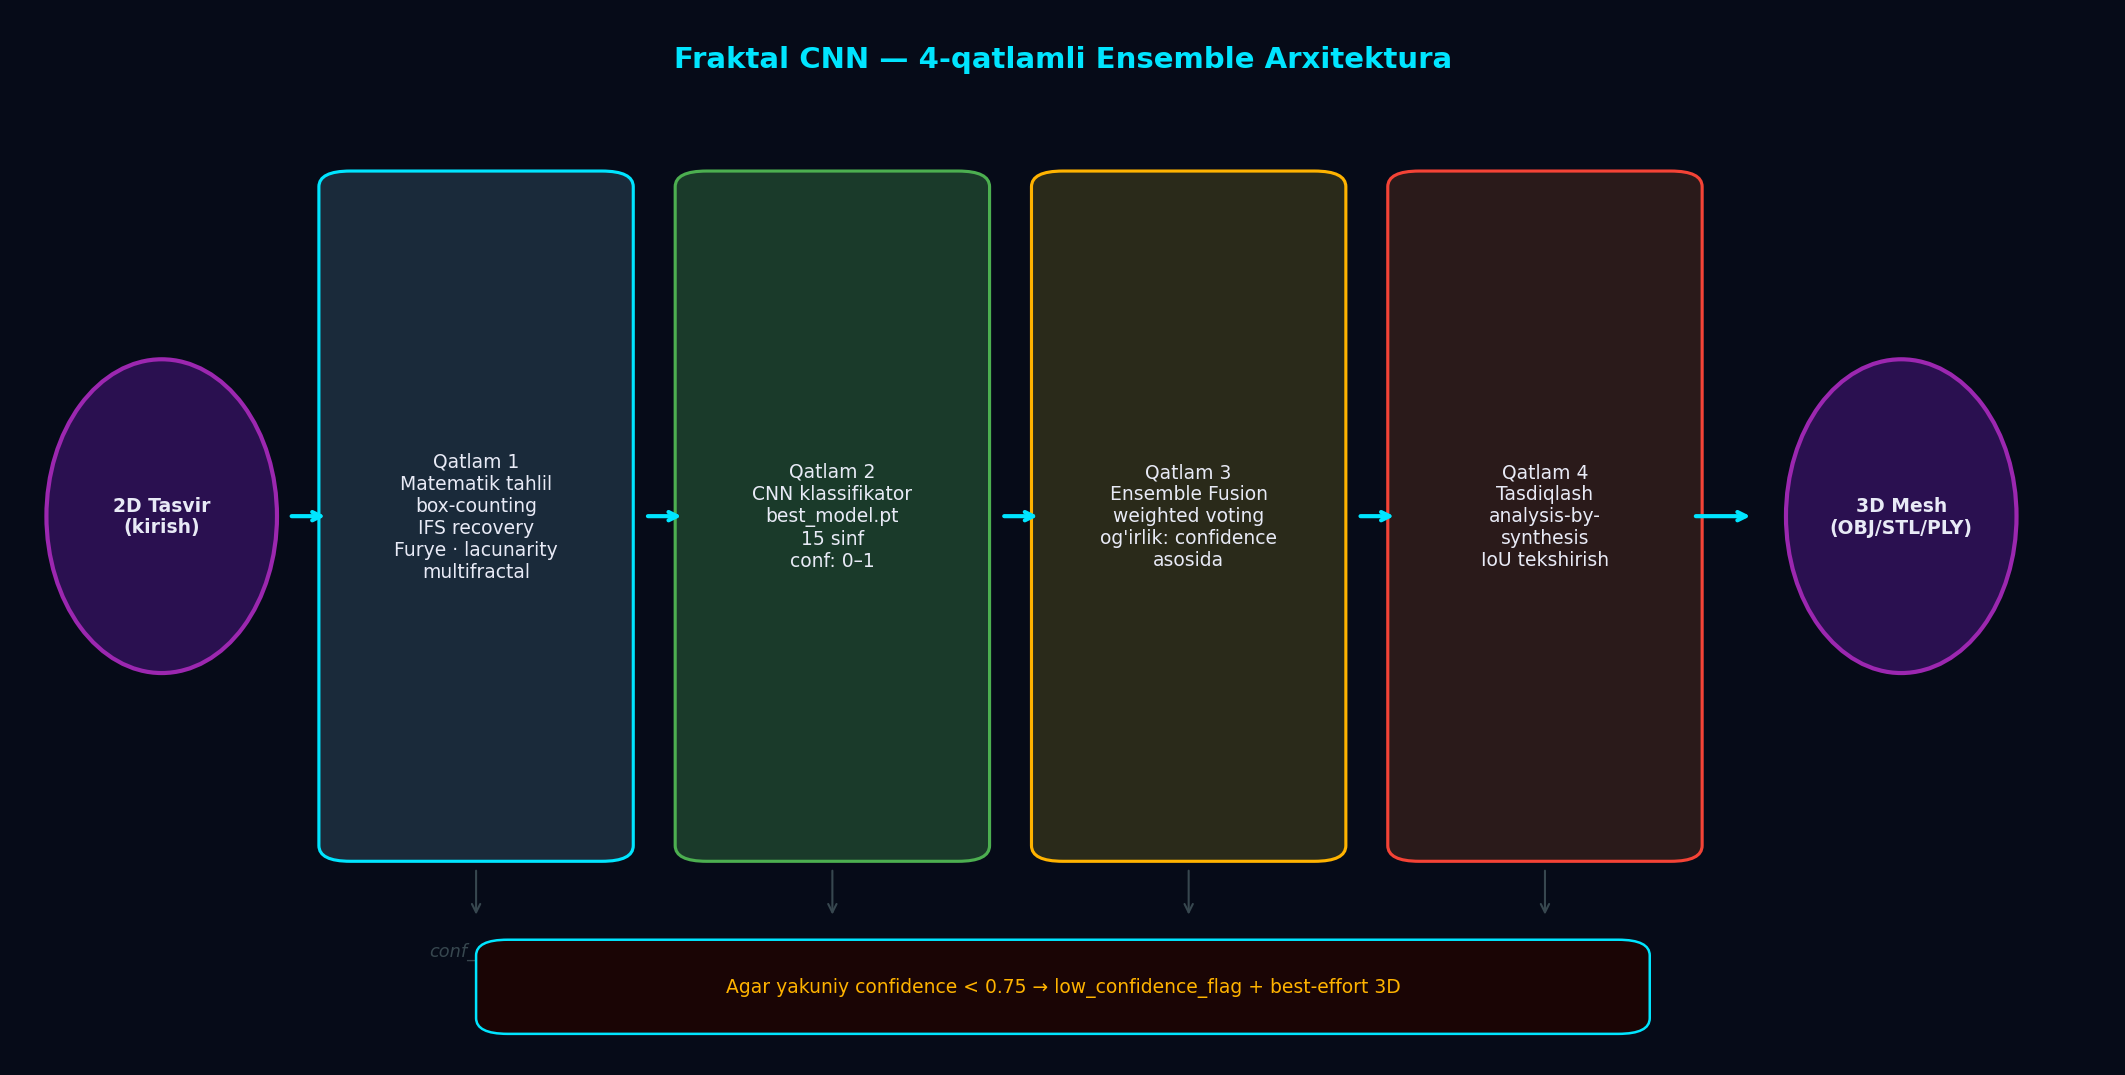 Fraktal CNN — 4-qatlamli Ensemble Arxitektura
2D Tasvir
(kirish)
Qatlam 1
Matematik tahlil
box-counting
IFS recovery
Furye · lacunarity
multifractal
Qatlam 2
CNN klassifikator
best_model.pt
15 sinf
conf: 0–1
Qatlam 3
Ensemble Fusion
weighted voting
og'irlik: confidence
asosida
Qatlam 4
Tasdiqlash
analysis-by-
synthesis
IoU tekshirish
3D Mesh
(OBJ/STL/PLY)
conf_
Agar yakuniy confidence < 0.75 → low_confidence_flag + best-effort 3D